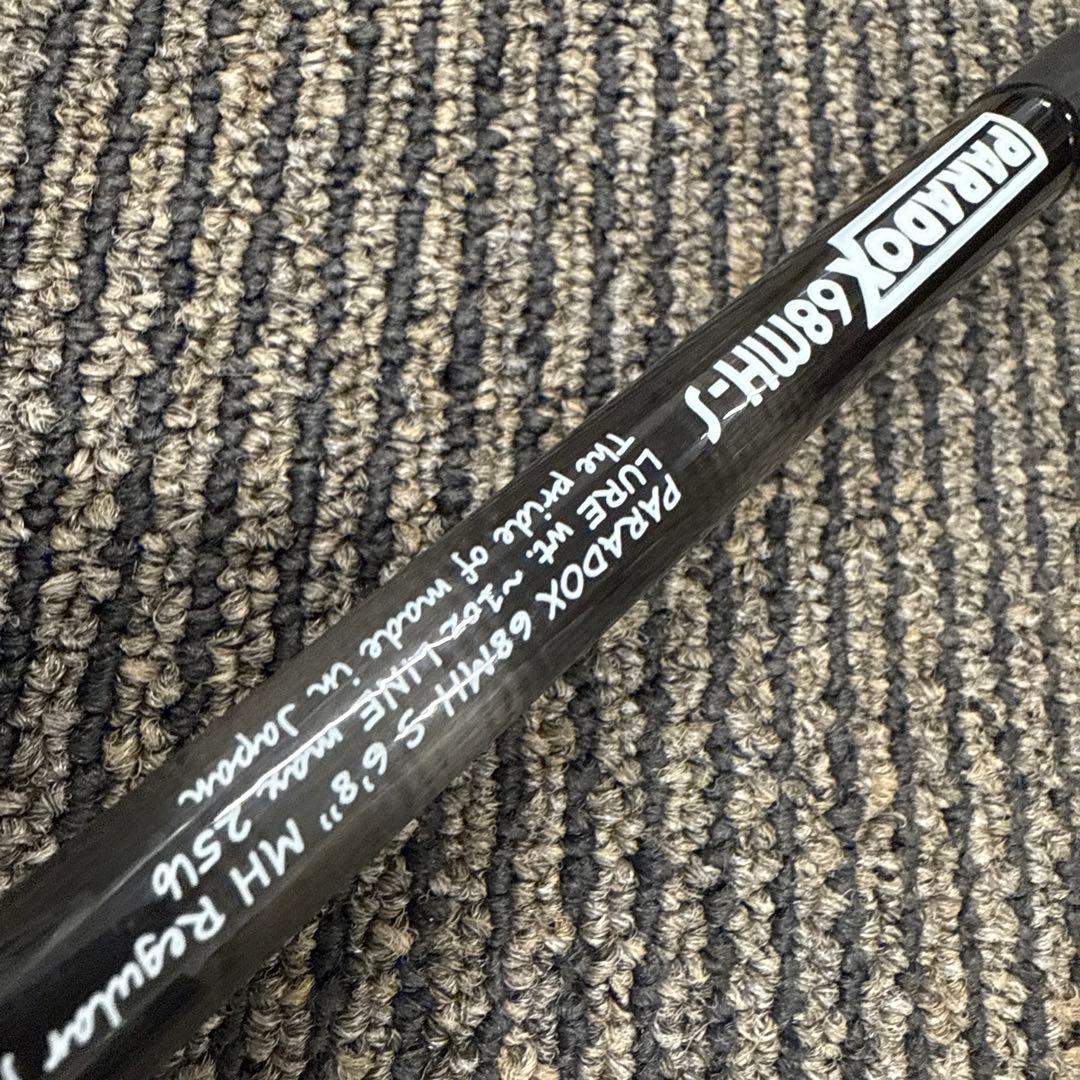 PARADOX 68MH-S
PARADOX 68MH-S 6'8" MH Regular
LURE wt. ~1oz LINE max 25lb
The pride of made in Japan